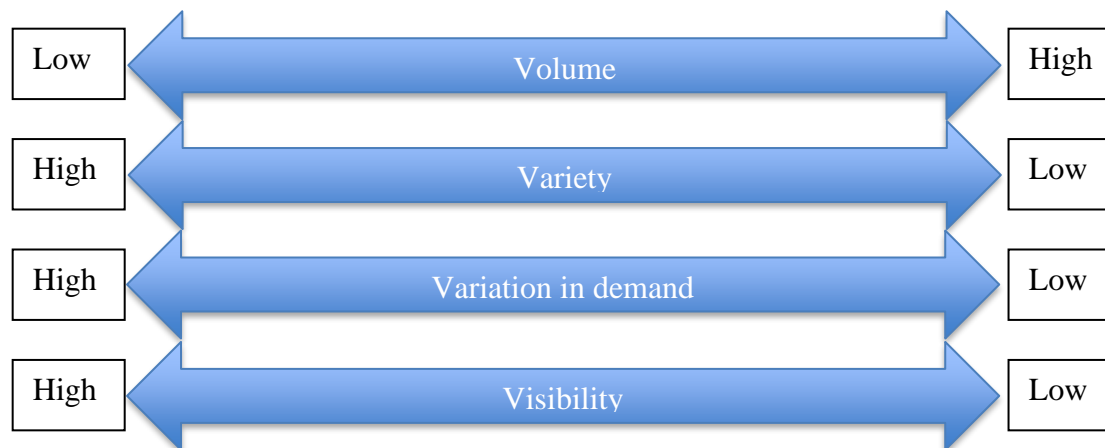 Low Volume High
High Variety Low
High Variation in demand Low
High Visibility Low